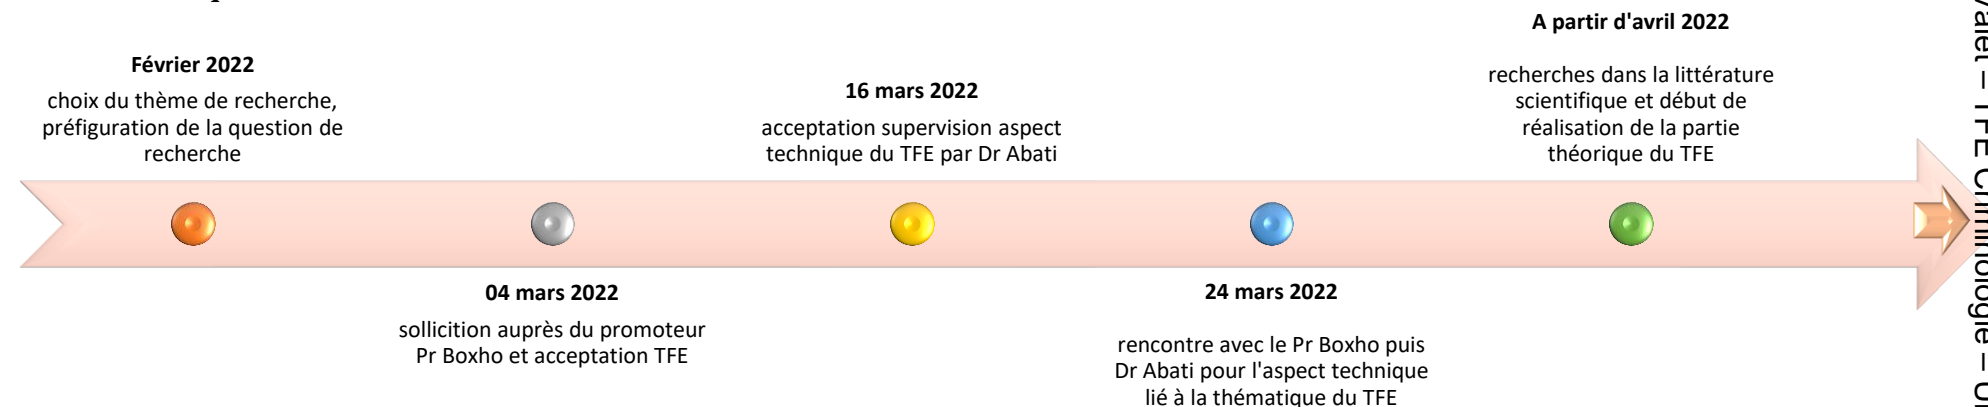 Février 2022
choix du thème de recherche,
préfiguration de la question de
recherche
04 mars 2022
sollicition auprès du promoteur
Pr Boxho et acceptation TFE
16 mars 2022
acceptation supervision aspect
technique du TFE par Dr Abati
24 mars 2022
rencontre avec le Pr Boxho puis
Dr Abati pour l'aspect technique
lié à la thématique du TFE
A partir d'avril 2022
recherches dans la littérature
scientifique et début de
réalisation de la partie
théorique du TFE
– TFE Criminologie –